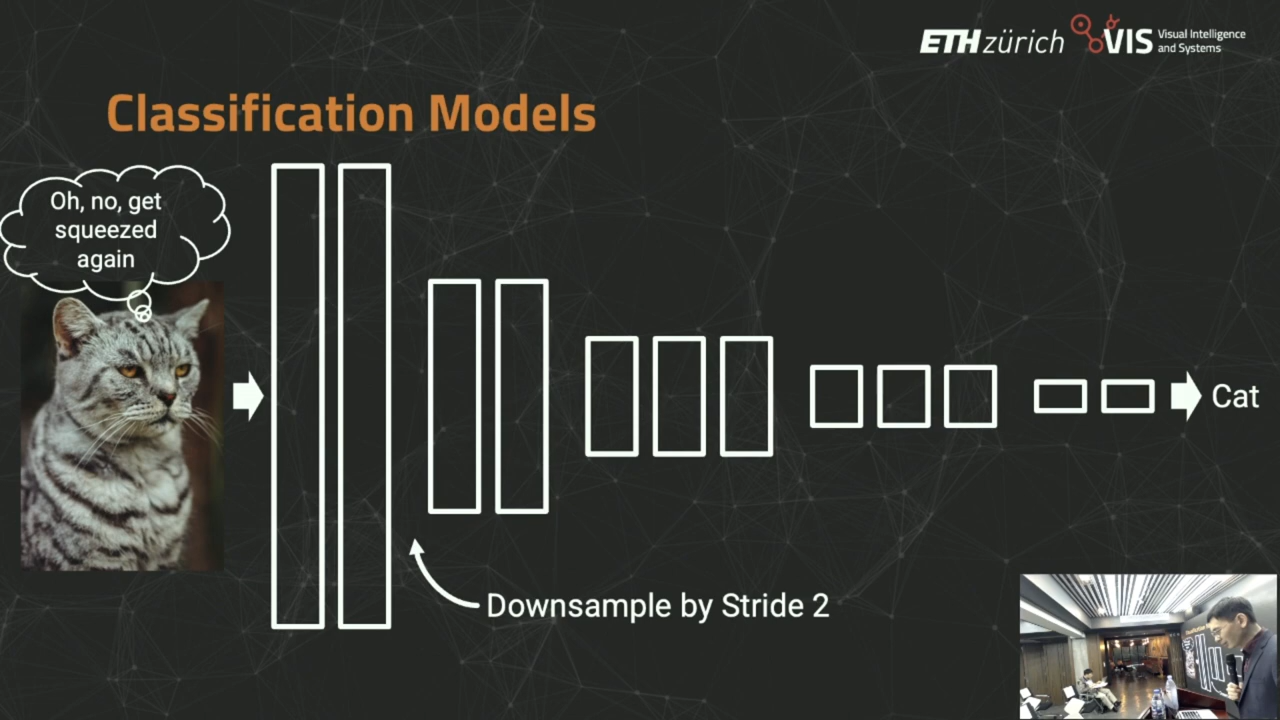 ETH zürich
VIS
Visual Intelligence
and Systems
Classification Models
Oh, no, get
squeezed
again
Cat
Downsample by Stride 2